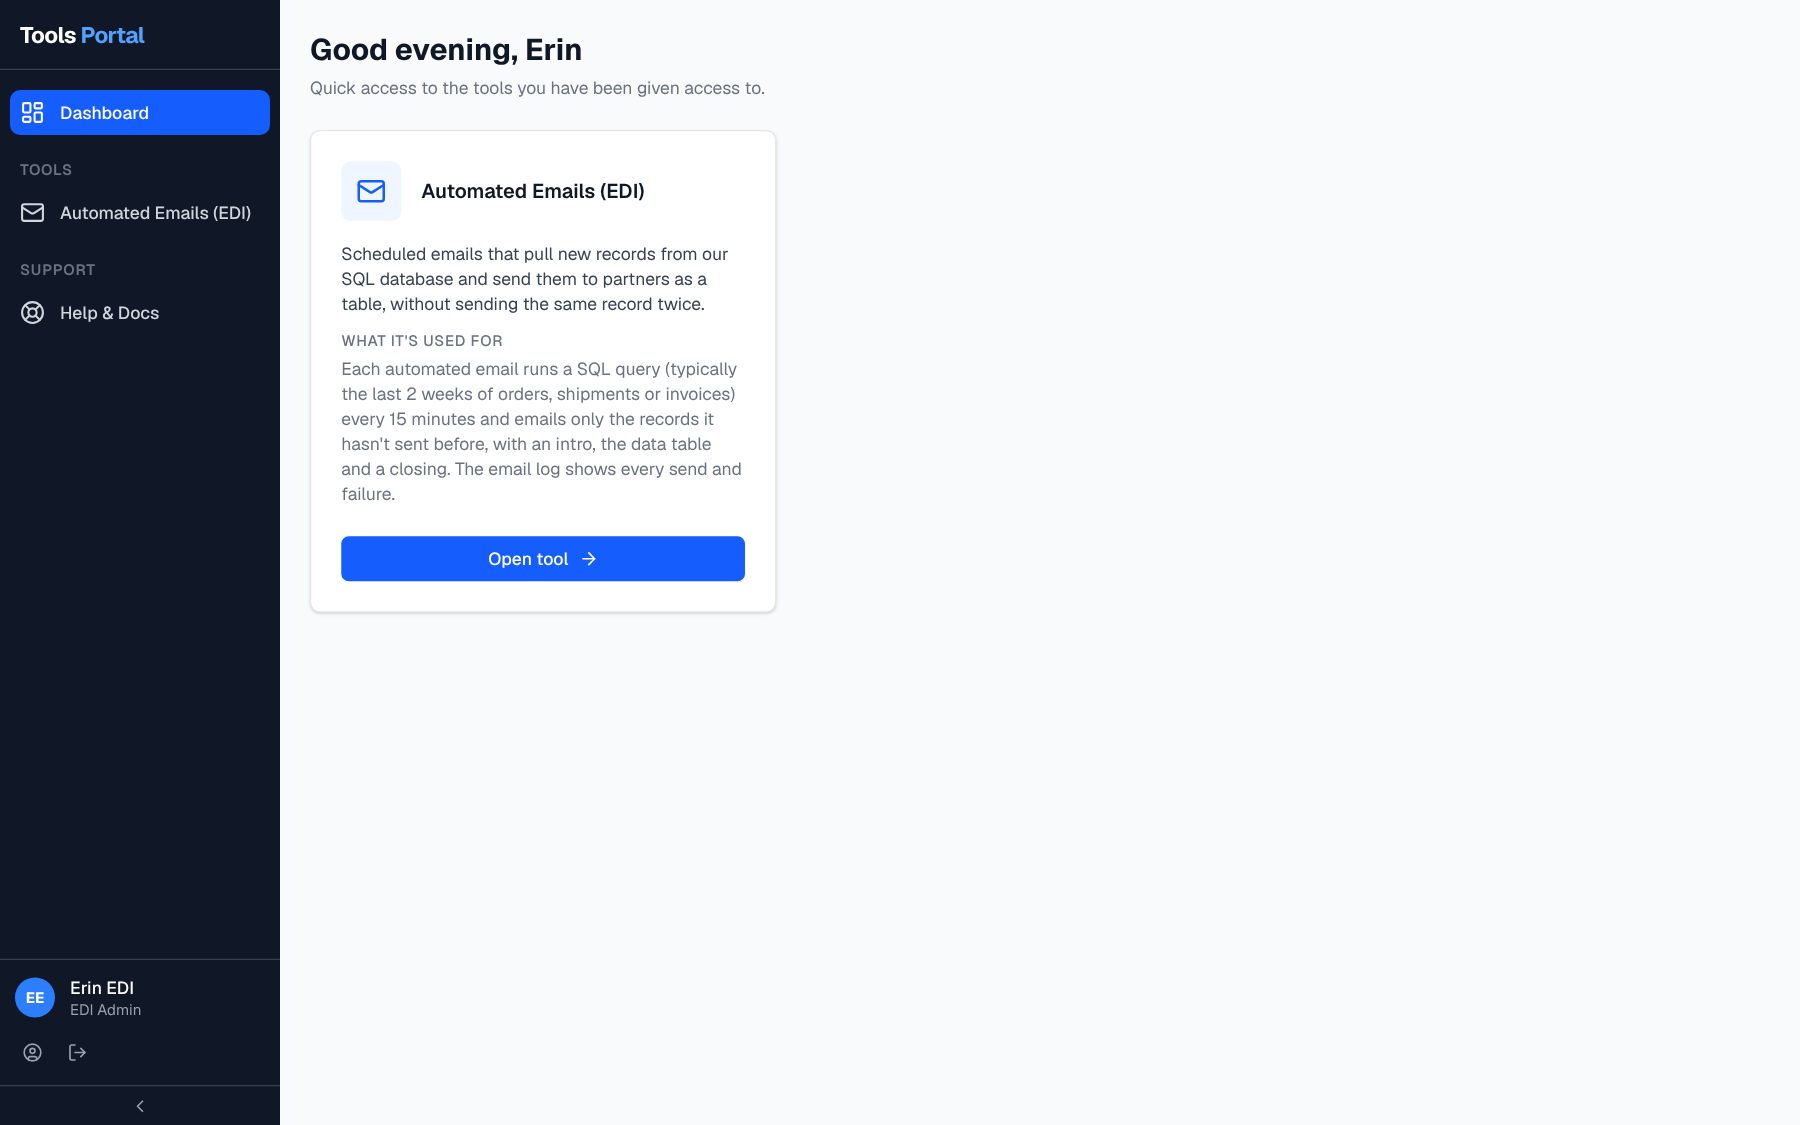 Tools Portal
Dashboard
TOOLS
Automated Emails (EDI)
SUPPORT
Help & Docs
EE
Erin EDI
EDI Admin
Good evening, Erin
Quick access to the tools you have been given access to.
Automated Emails (EDI)
Scheduled emails that pull new records from our
SQL database and send them to partners as a
table, without sending the same record twice.
WHAT IT'S USED FOR
Each automated email runs a SQL query (typically
the last 2 weeks of orders, shipments or invoices)
every 15 minutes and emails only the records it
hasn't sent before, with an intro, the data table
and a closing. The email log shows every send and
failure.
Open tool